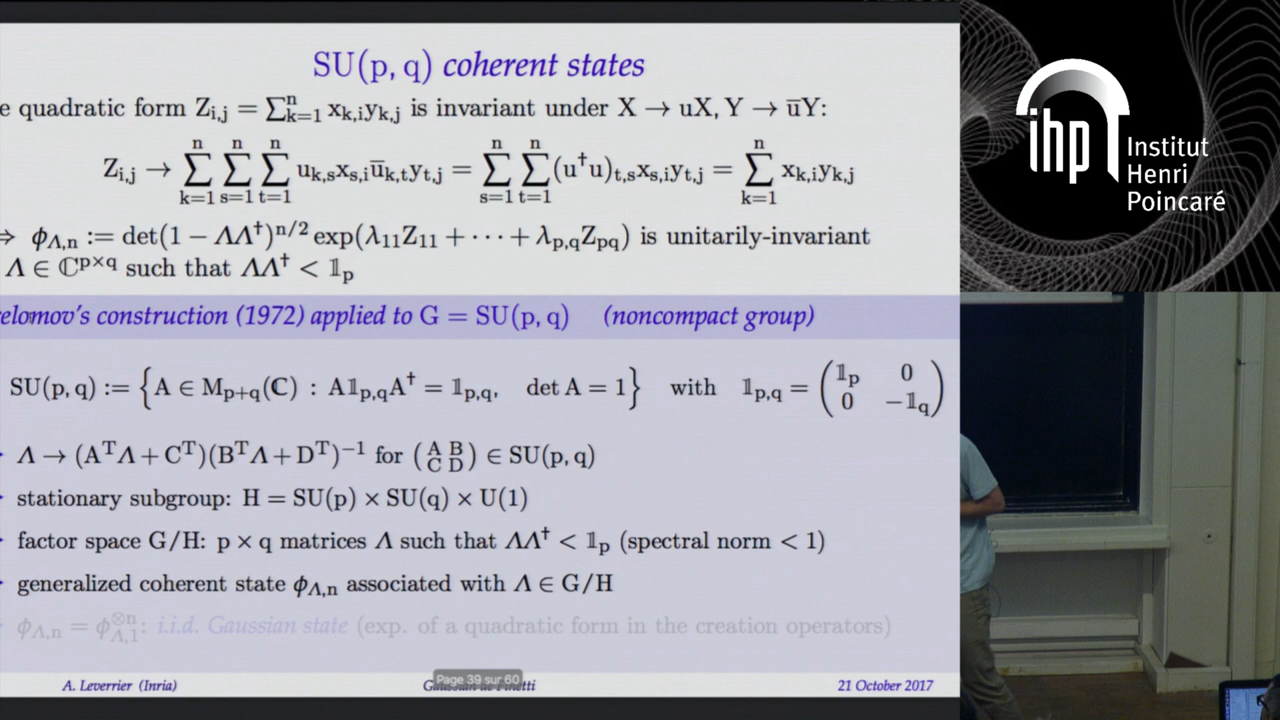 SU(p, q) coherent states
e quadratic form Z_{i,j} = ∑_{k=1}^{n} x_{k,i}y_{k,j} is invariant under X → uX, Y → ūY:
Z_{i,j} → ∑_{k=1}^{n} ∑_{s=1}^{n} ∑_{t=1}^{n} u_{k,s}x_{s,i}ū_{k,t}y_{t,j} = ∑_{s=1}^{n} ∑_{t=1}^{n} (u†u)_{t,s}x_{s,i}y_{t,j} = ∑_{k=1}^{n} x_{k,i}y_{k,j}
⇒ ϕ_{Λ,n} := det(1 − ΛΛ†)^{n/2} exp(λ_{11}Z_{11} + ⋯ + λ_{p,q}Z_{pq}) is unitarily-invariant
Λ ∈ ℂ^{p×q} such that ΛΛ† < 𝟙_p
elomov's construction (1972) applied to G = SU(p, q) (noncompact group)
SU(p, q) := {A ∈ M_{p+q}(ℂ) : A𝟙_{p,q}A† = 𝟙_{p,q}, det A = 1} with 𝟙_{p,q} = (𝟙_p 0 0 −𝟙_q)
Λ → (A^TΛ + C^T)(B^TΛ + D^T)^{−1} for (A B C D) ∈ SU(p, q)
stationary subgroup: H = SU(p) × SU(q) × U(1)
factor space G/H: p × q matrices Λ such that ΛΛ† < 𝟙_p (spectral norm < 1)
generalized coherent state ϕ_{Λ,n} associated with Λ ∈ G/H
ϕ_{Λ,n} = ϕ_{Λ,1}^{⊗n}: i.i.d. Gaussian state (exp. of a quadratic form in the creation operators)
A. Leverrier (Inria)
Page 39 sur 60
21 October 2017
ihp
Institut
Henri
Poincaré